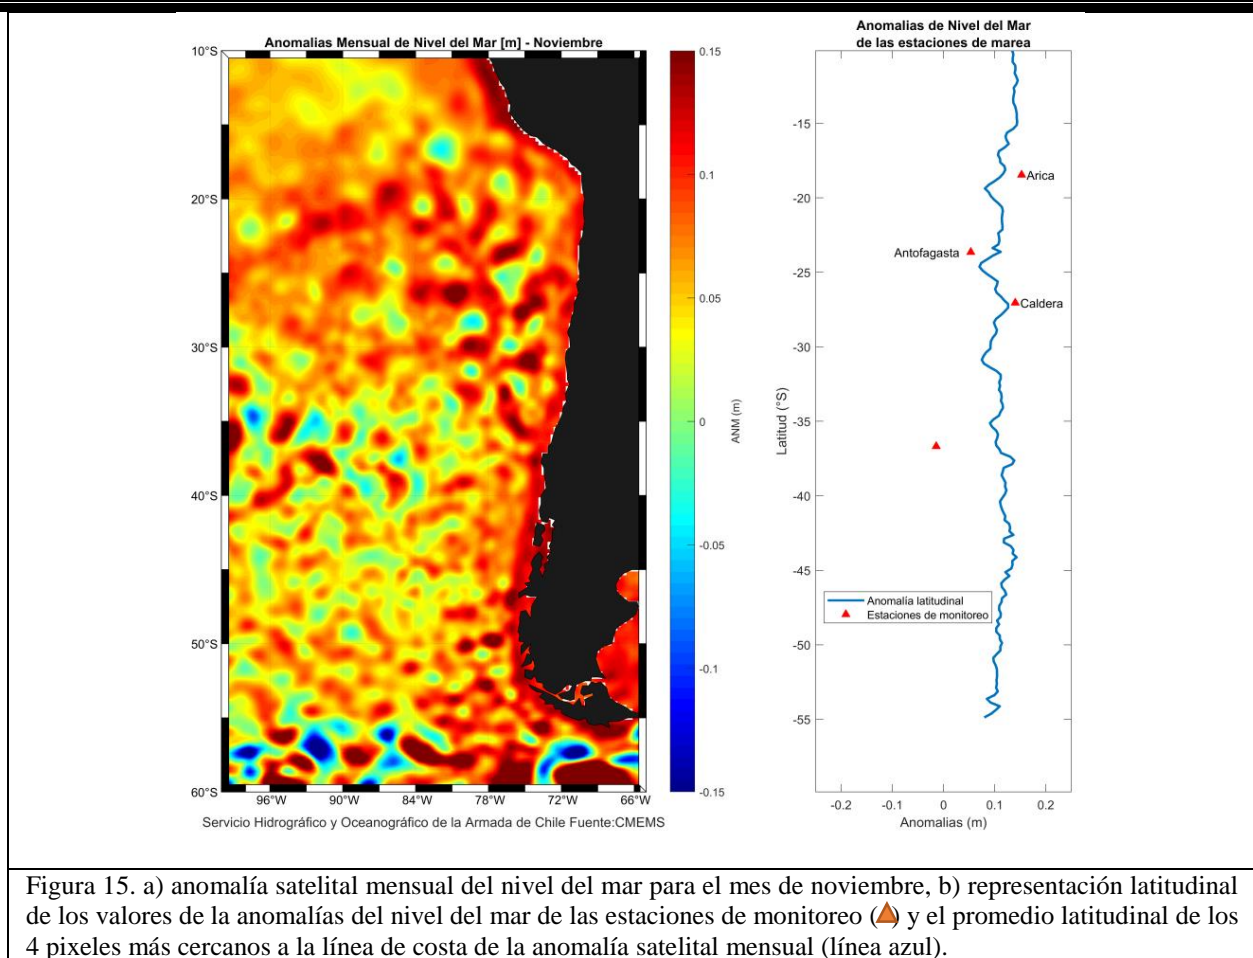 Anomalias Mensual de Nivel del Mar [m] - Noviembre
10°S
20°S
30°S
40°S
50°S
60°S
96°W
90°W
84°W
78°W
72°W
66°W
0.15
0.1
0.05
0
-0.05
-0.1
-0.15
ANM (m)
Servicio Hidrográfico y Oceanográfico de la Armada de Chile Fuente:CMEMS
Anomalias de Nivel del Mar
de las estaciones de marea
-15
-20
-25
-30
-35
-40
-45
-50
-55
Latitud (°S)
Arica
Antofagasta
Caldera
Anomalía latitudinal
Estaciones de monitoreo
-0.2
-0.1
0
0.1
0.2
Anomalias (m)
Figura 15. a) anomalía satelital mensual del nivel del mar para el mes de noviembre, b) representación latitudinal
de los valores de la anomalías del nivel del mar de las estaciones de monitoreo () y el promedio latitudinal de los
4 pixeles más cercanos a la línea de costa de la anomalía satelital mensual (línea azul).